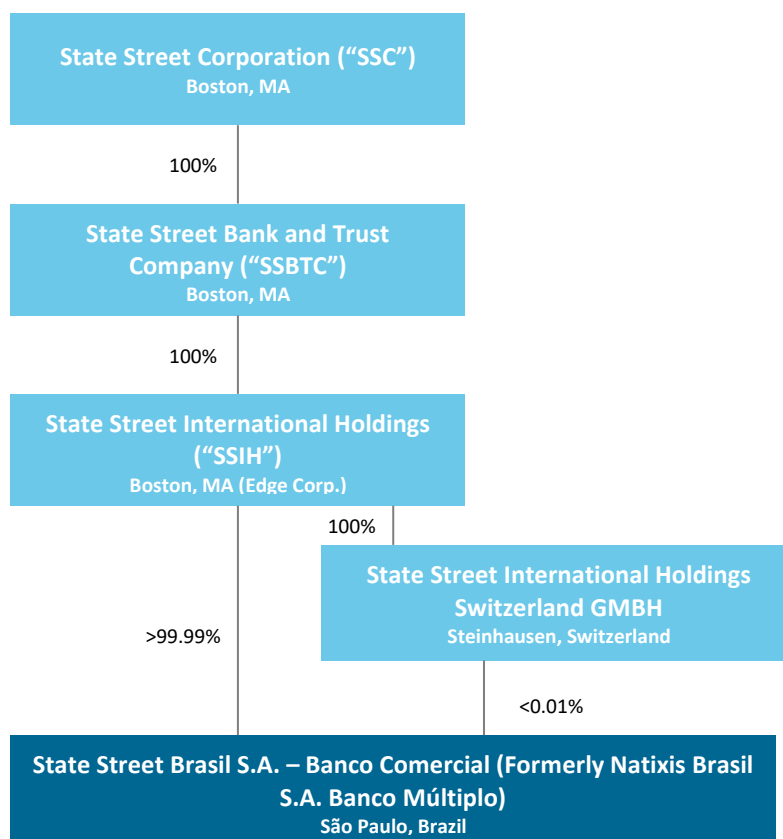 State Street Corporation (“SSC”)
Boston, MA
100%
State Street Bank and Trust
Company (“SSBTC”)
Boston, MA
100%
State Street International Holdings
(“SSIH”)
Boston, MA (Edge Corp.)
100%
State Street International Holdings
Switzerland GMBH
Steinhausen, Switzerland
>99.99%
<0.01%
State Street Brasil S.A. – Banco Comercial (Formerly Natixis Brasil
S.A. Banco Múltiplo)
São Paulo, Brazil